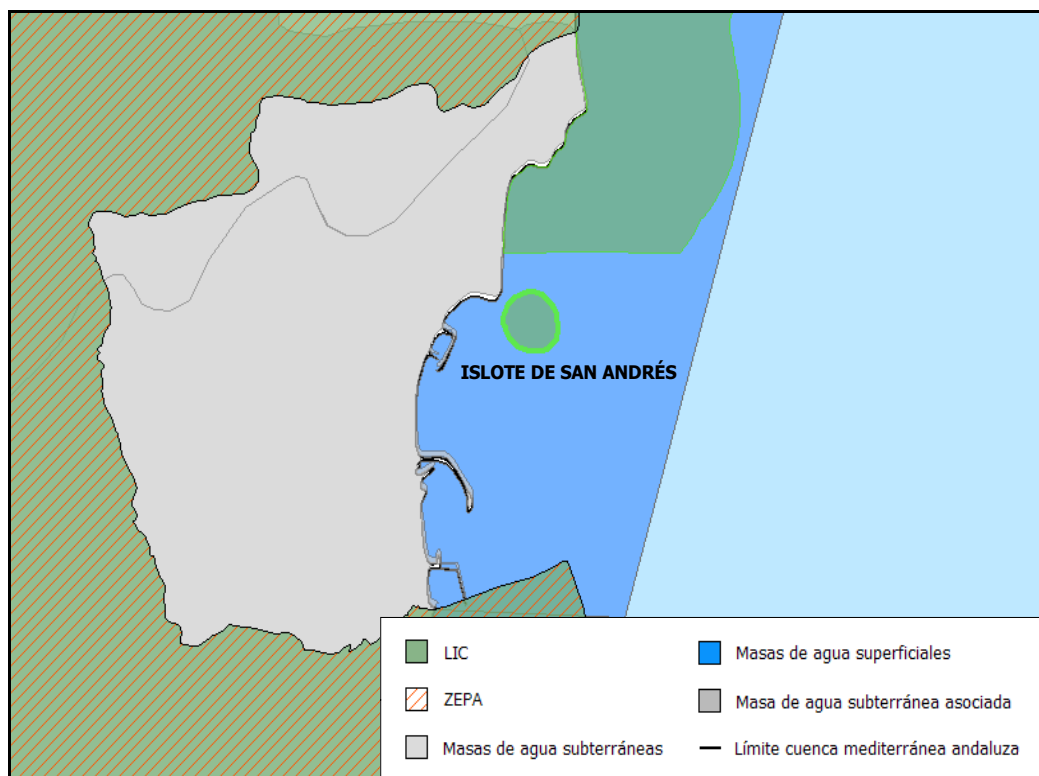 ISLOTE DE SAN ANDRÉS
LIC
ZEPA
Masas de agua subterráneas
Masas de agua superficiales
Masa de agua subterránea asociada
Límite cuenca mediterránea andaluza